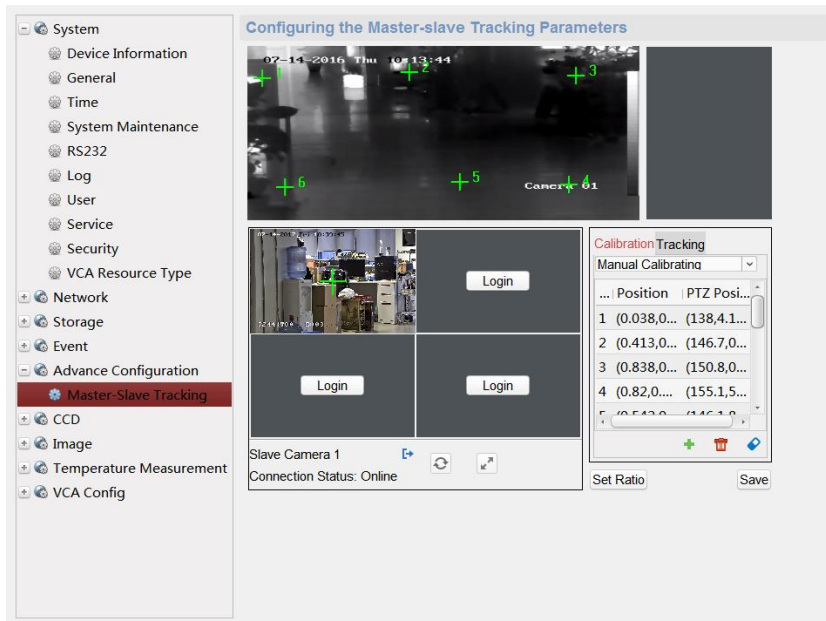 System
Device Information
General
Time
System Maintenance
RS232
Log
User
Service
Security
VCA Resource Type
Network
Storage
Event
Advance Configuration
Master-Slave Tracking
CCD
Image
Temperature Measurement
VCA Config
Configuring the Master-slave Tracking Parameters
07-14-2016 Thu 10:13:44
1 2 3
6 5 4
Camera 01
Login
Login
Login
Slave Camera 1
Connection Status: Online
Calibration Tracking
Manual Calibrating
... Position PTZ Posi...
1 (0.038,0... (138,4.1...
2 (0.413,0... (146.7,0...
3 (0.838,0... (150.8,0...
4 (0.82,0.... (155.1,5...
Set Ratio
Save